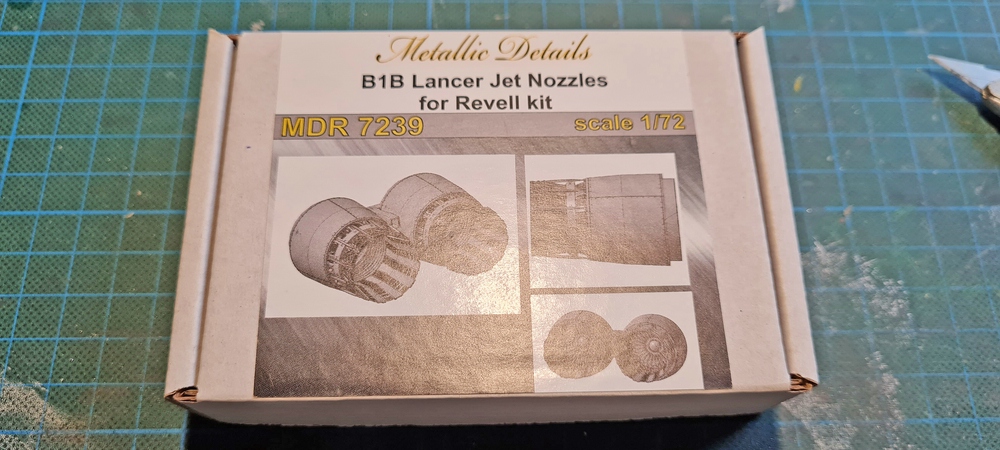 Metallic Details
B1B Lancer Jet Nozzles
for Revell kit
MDR 7239 scale 1/72